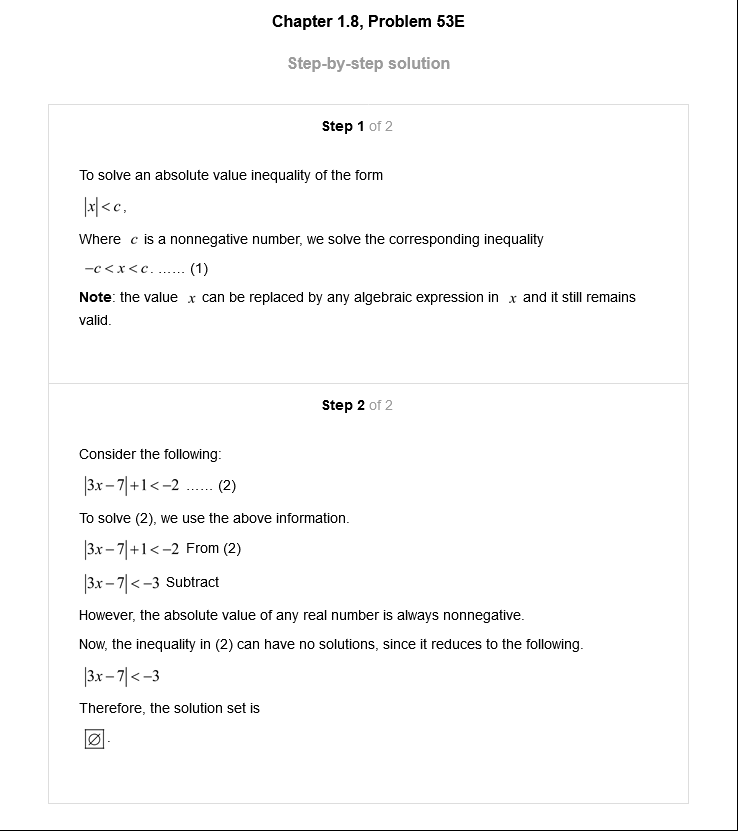 Chapter 1.8, Problem 53E
Step-by-step solution
Step 1 of 2
To solve an absolute value inequality of the form
|x| < c,
Where c is a nonnegative number, we solve the corresponding inequality
−c < x < c. ...... (1)
Note: the value x can be replaced by any algebraic expression in x and it still remains
valid.
Step 2 of 2
Consider the following:
|3x − 7| + 1 < −2 ...... (2)
To solve (2), we use the above information.
|3x − 7| + 1 < −2 From (2)
|3x − 7| < −3 Subtract
However, the absolute value of any real number is always nonnegative.
Now, the inequality in (2) can have no solutions, since it reduces to the following.
|3x − 7| < −3
Therefore, the solution set is
∅.